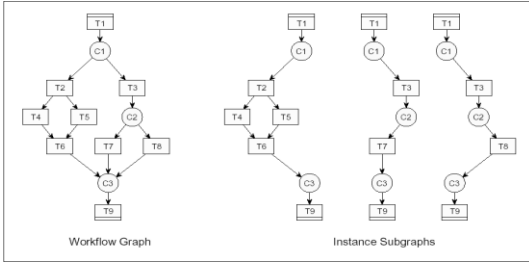 T1 T1 T1 T1
C1 C1 C1 C1
T2 T3 T2 T3 T3
T4 T5 C2 T4 T5 C2 C2
T6 T7 T8 T6 T7 T8
C3 C3 C3 C3
T9 T9 T9 T9
Workflow Graph Instance Subgraphs